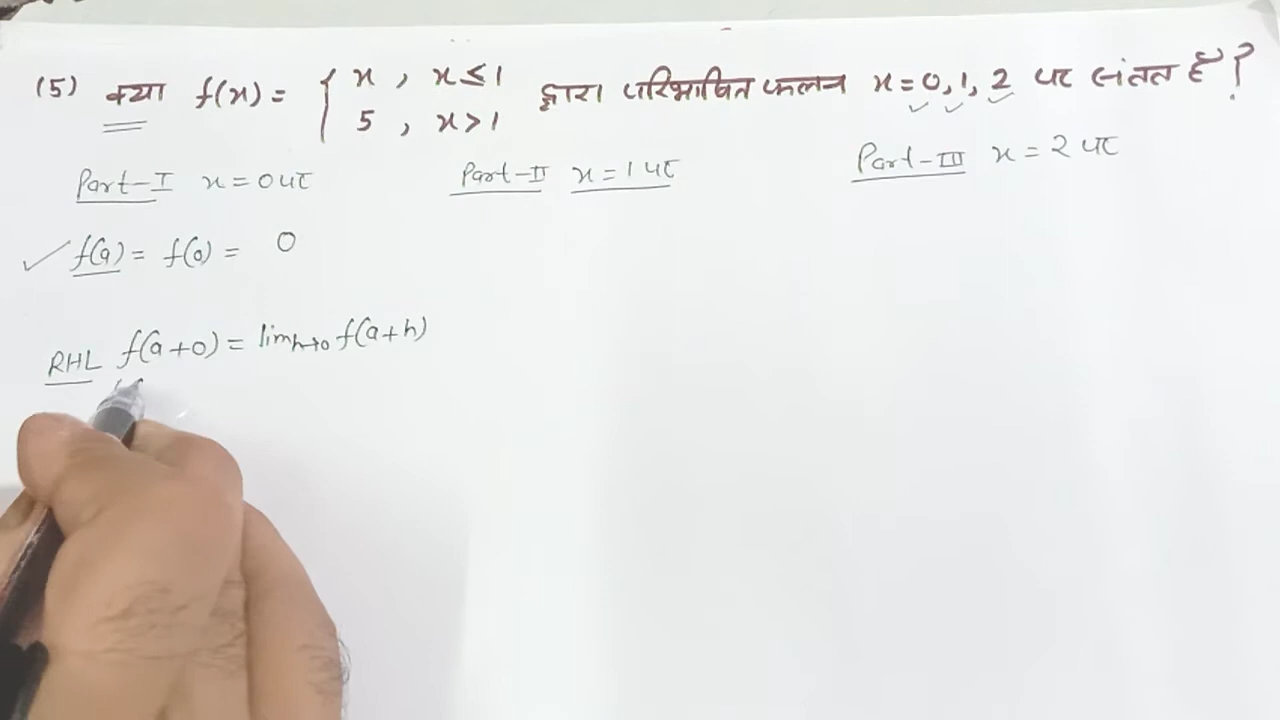 (5) क्या f(x) = { x , x ≤ 1
5 , x > 1 द्वारा परिभाषित फलन x = 0, 1, 2 पर संतत है ?
Part-I x = 0 पर
Part-II x = 1 पर
Part-III x = 2 पर
f(a) = f(0) = 0
RHL f(a+0) = lim h→0 f(a+h)